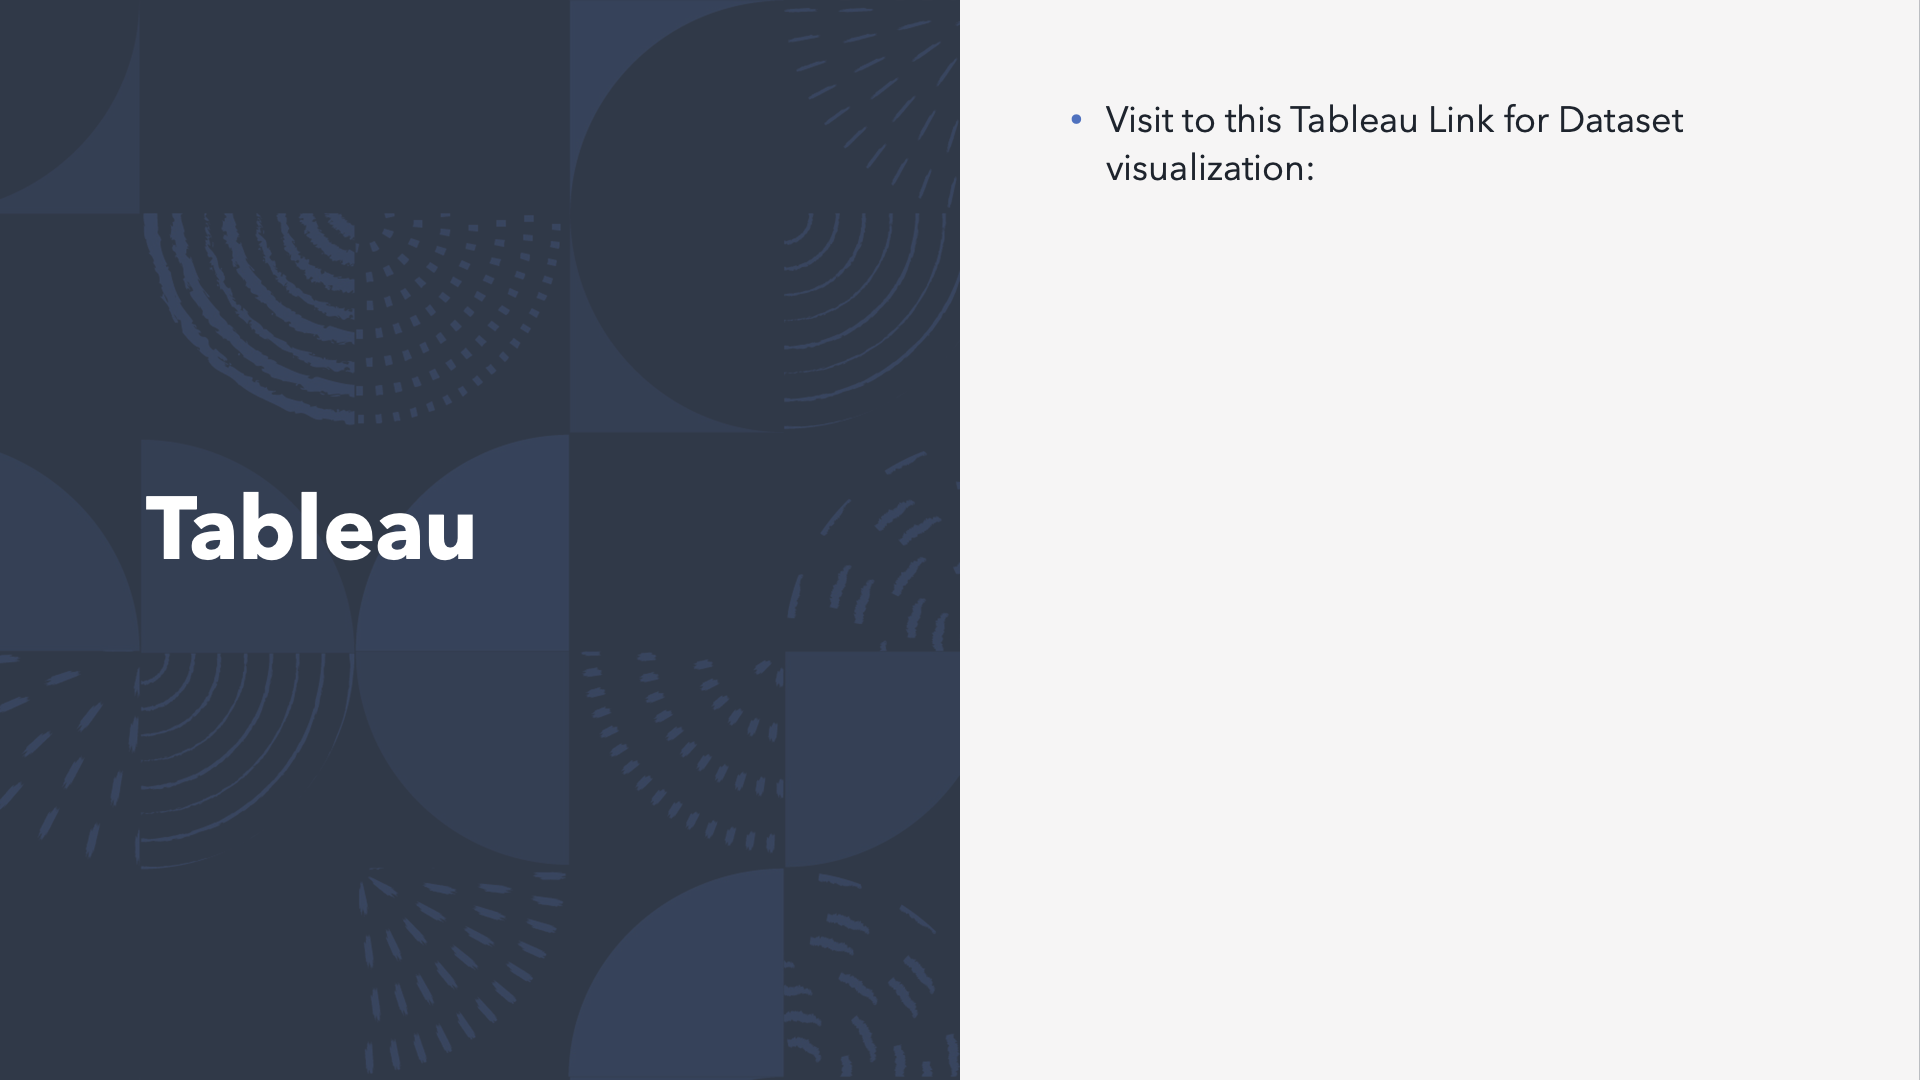 Tableau
• Visit to this Tableau Link for Dataset
visualization: